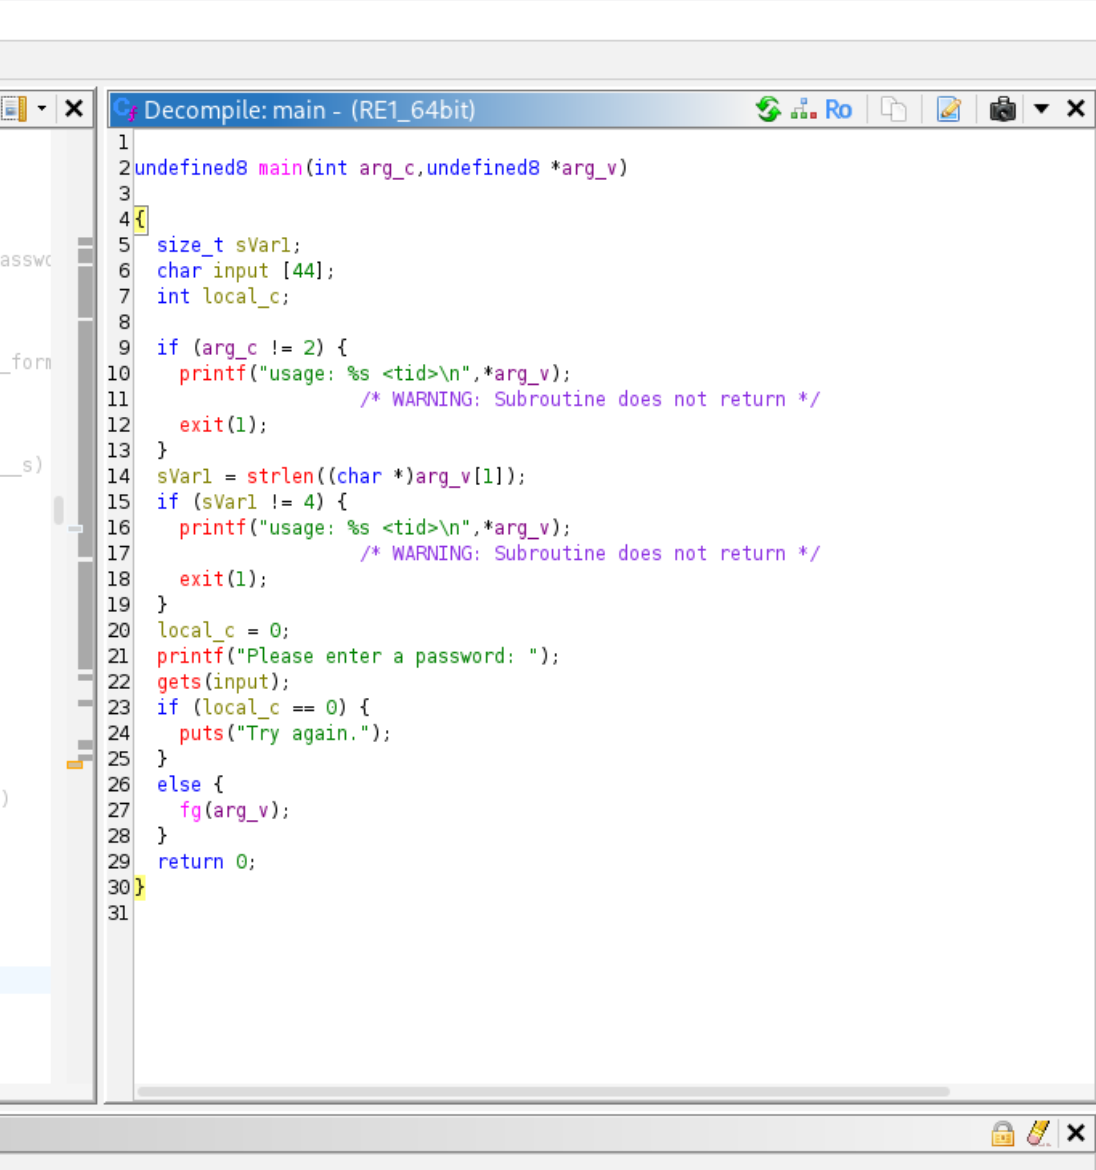 Decompile: main - (RE1_64bit)
Ro
1
2 undefined8 main(int arg_c,undefined8 *arg_v)
3
4 {
5 size_t sVar1;
6 char input [44];
7 int local_c;
8
9 if (arg_c != 2) {
10 printf("usage: %s <tid>\n",*arg_v);
11 /* WARNING: Subroutine does not return */
12 exit(1);
13 }
14 sVar1 = strlen((char *)arg_v[1]);
15 if (sVar1 != 4) {
16 printf("usage: %s <tid>\n",*arg_v);
17 /* WARNING: Subroutine does not return */
18 exit(1);
19 }
20 local_c = 0;
21 printf("Please enter a password: ");
22 gets(input);
23 if (local_c == 0) {
24 puts("Try again.");
25 }
26 else {
27 fg(arg_v);
28 }
29 return 0;
30 }
31
asswo
_form
__s)
)